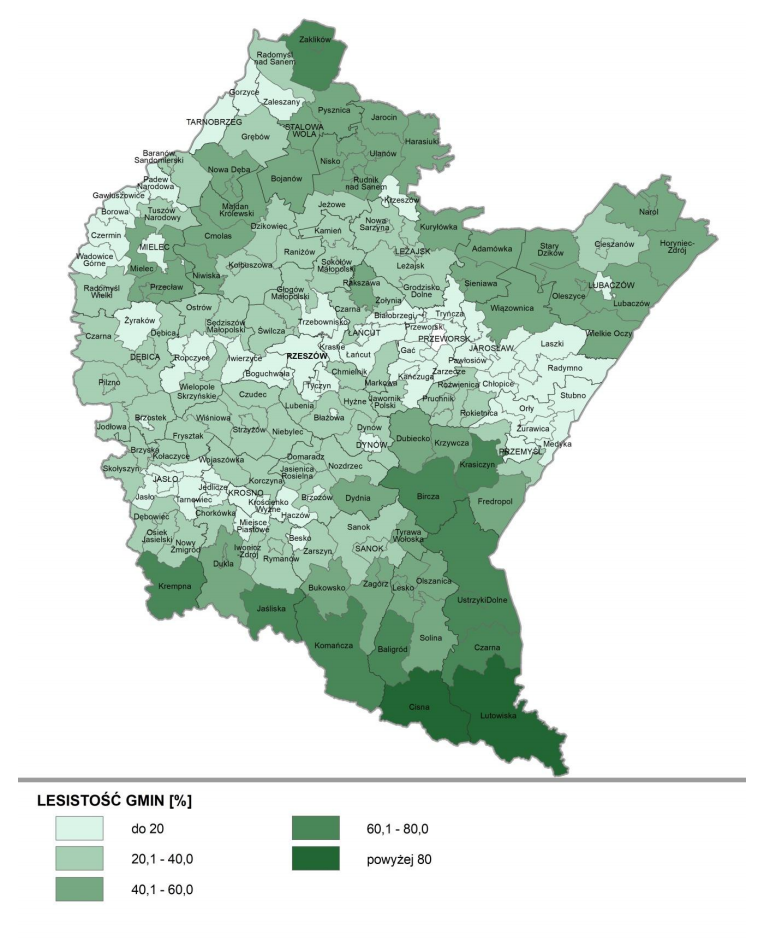 Zaklików
Radomyśl
nad Sanem
Gorzyce
Zaleszany
TARNOBRZEG
Pysznica
Jarocin
STALOWA
WOLA
Grębów
Harasiuki
Ulanów
Baranów
Sandomierski
Nisko
Nowa Dęba
Bojanów
Rudnik
nad Sanem
Padew
Narodowa
Gawłuszowice
Krzeszów
Borowa
Tuszów
Narodowy
Majdan
Królewski
Jeżowe
Narol
Czermin
Cmolas
Dzikowiec
Kamień
Nowa
Sarzyna
Kuryłówka
Cieszanów
Horyniec-
Zdrój
MIELEC
Adamówka
Stary
Dzików
Wadowice
Górne
Raniżów
LEŻAJSK
Mielec
Kolbuszowa
Sokołów
Małopolski
Leżajsk
Niwiska
Radomyśl
Wielki
Przecław
Rakszawa
Sieniawa
LUBACZÓW
Głogów
Małopolski
Grodzisko
Dolne
Oleszyce
Żołynia
Lubaczów
Ostrów
Czarna
Wiązownica
Białobrzegi
Tryńcza
Żyraków
Sędziszów
Małopolski
Trzebownisko
Przeworsk
Czarna
Dębica
Świlcza
ŁAŃCUT
Wielkie Oczy
PRZEWORSK
Krasne
JAROSŁAW
Laszki
DĘBICA
Ropczyce
Iwierzyce
RZESZÓW
Łańcut
Gać
Pawłosiów
Boguchwała
Chmielnik
Zarzecze
Radymno
Kańczuga
Pilzno
Tyczyn
Markowa
Roźwienica
Chłopice
Wielopole
Skrzyńskie
Czudec
Hyżne
Jawornik
Polski
Pruchnik
Stubno
Lubenia
Orły
Jodłowa
Brzostek
Wiśniowa
Błażowa
Rokietnica
Strzyżów
Niebylec
Dynów
Żurawica
Frysztak
DYNÓW
Dubiecko
Krzywcza
Medyka
Brzyska
Kołaczyce
Wojaszówka
Domaradz
PRZEMYŚL
Skołyszyn
Jasienica
Rosielna
Nozdrzec
Krasiczyn
JASŁO
Korczyna
Jedlicze
KROSNO
Jasło
Tarnowiec
Krościenko
Wyżne
Brzozów
Dydnia
Bircza
Fredropol
Dębowiec
Chorkówka
Haczów
Miejsce
Piastowe
Sanok
Osiek
Jasielski
Besko
Tyrawa
Wołoska
Nowy
Żmigród
Iwonicz
-Zdrój
Zarszyn
SANOK
Dukla
Rymanów
Krempna
Bukowsko
Zagórz
Lesko
Olszanica
UstrzykiDolne
Jaśliska
Komańcza
Solina
Baligród
Czarna
Cisna
Lutowiska
LESISTOŚĆ GMIN [%]
do 20
20,1 - 40,0
40,1 - 60,0
60,1 - 80,0
powyżej 80